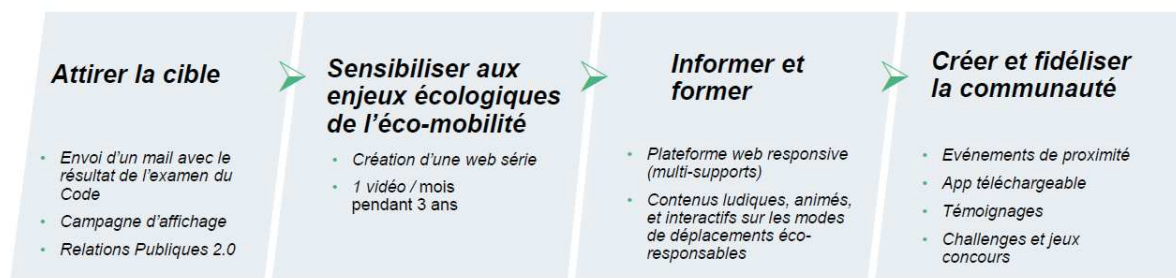 Attirer la cible
• Envoi d'un mail avec le
résultat de l'examen du
Code
• Campagne d'affichage
• Relations Publiques 2.0
Sensibiliser aux
enjeux écologiques
de l'éco-mobilité
• Création d'une web série
• 1 vidéo / mois
pendant 3 ans
Informer et
former
• Plateforme web responsive
(multi-supports)
• Contenus ludiques, animés,
et interactifs sur les modes
de déplacements éco-
responsables
Créer et fidéliser
la communauté
• Evénements de proximité
• App téléchargeable
• Témoignages
• Challenges et jeux
concours